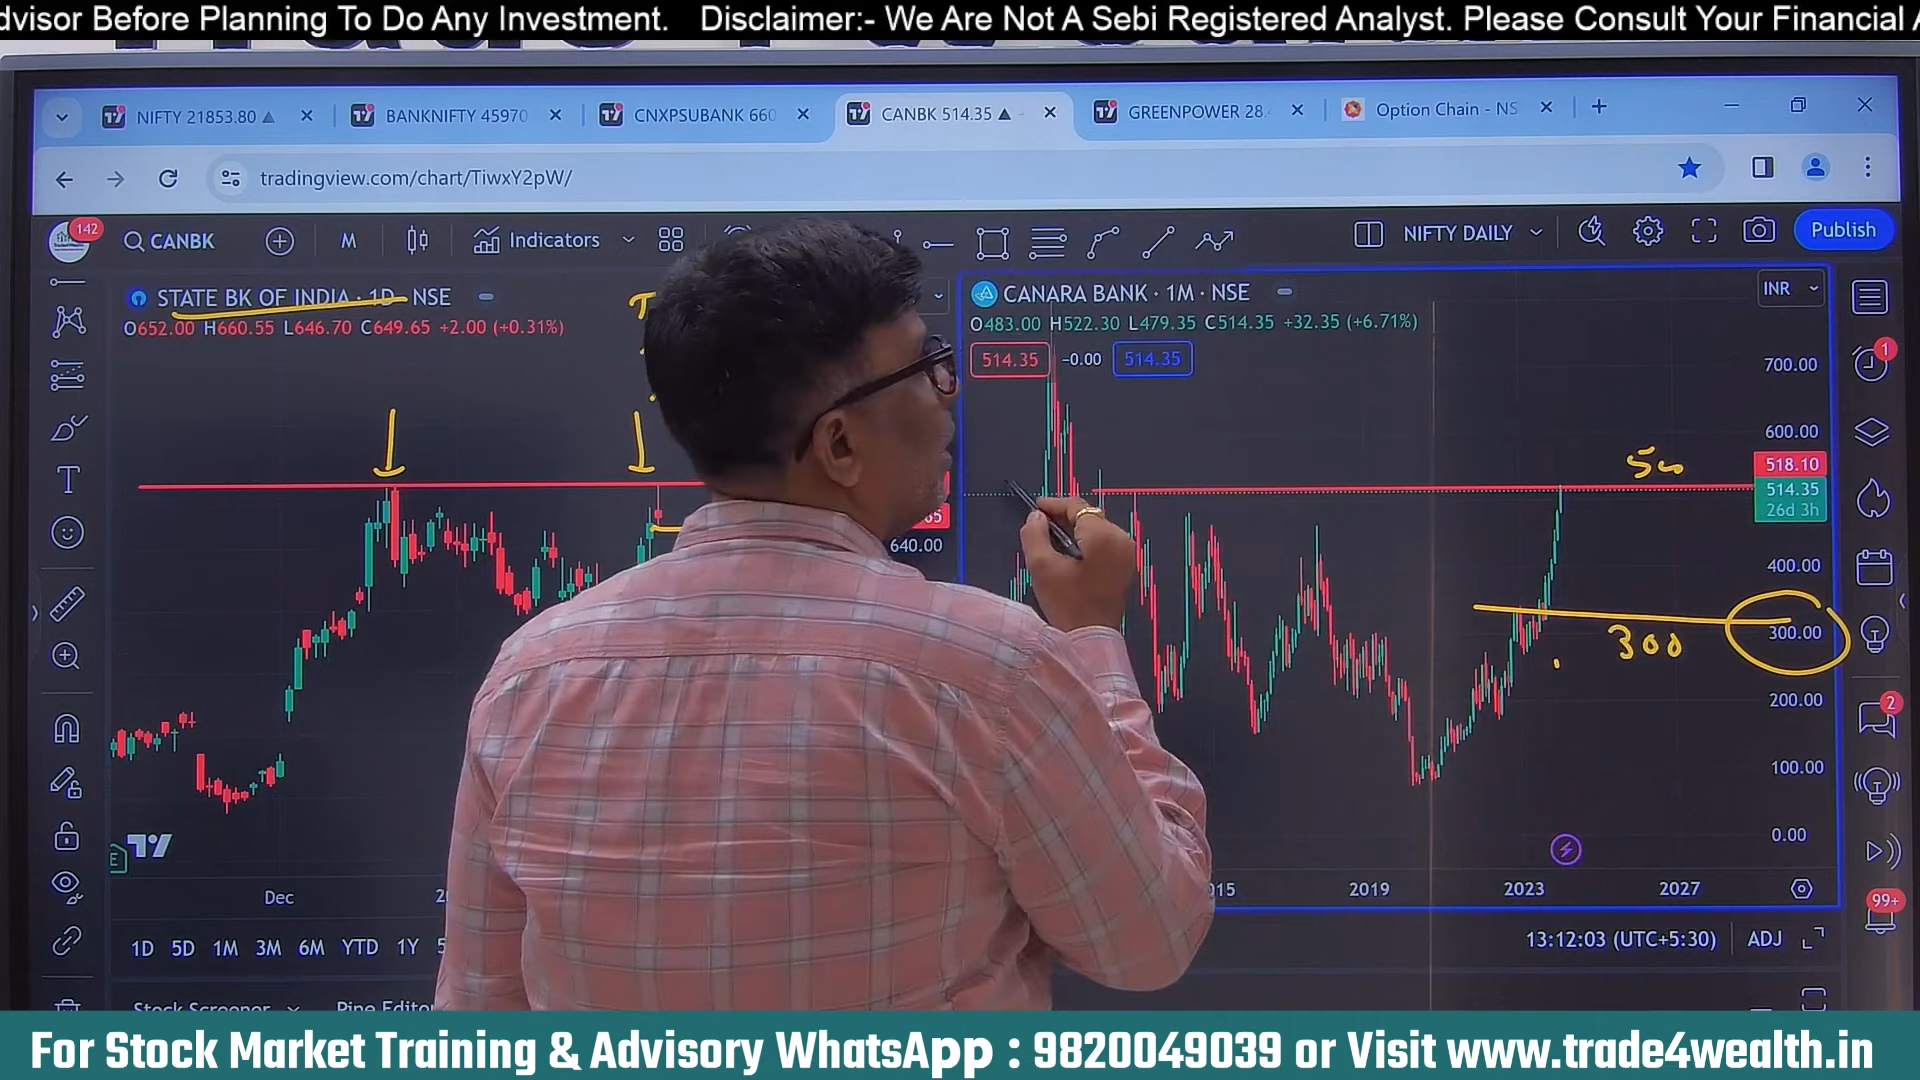 dvisor Before Planning To Do Any Investment. Disclaimer:- We Are Not A Sebi Registered Analyst. Please Consult Your Financial A
NIFTY 21853.80 ▲
BANKNIFTY 45970
CNXPSUBANK 660
CANBK 514.35 ▲
GREENPOWER 28.
Option Chain - NS
tradingview.com/chart/TiwxY2pW/
142
CANBK
M
Indicators
NIFTY DAILY
Publish
STATE BK OF INDIA · 1D · NSE
O652.00 H660.55 L646.70 C649.65 +2.00 (+0.31%)
CANARA BANK · 1M · NSE
INR
O483.00 H522.30 L479.35 C514.35 +32.35 (+6.71%)
514.35 -0.00 514.35
1
700.00
600.00
518.10
514.35
26d 3h
640.00
400.00
300.00
300
200.00
2
100.00
0.00
E
Dec
2019
2023
2027
99+
1D 5D 1M 3M 6M YTD 1Y
13:12:03 (UTC+5:30)
ADJ
Stock Screener
Pine Editor
For Stock Market Training & Advisory WhatsApp : 9820049039 or Visit www.trade4wealth.in